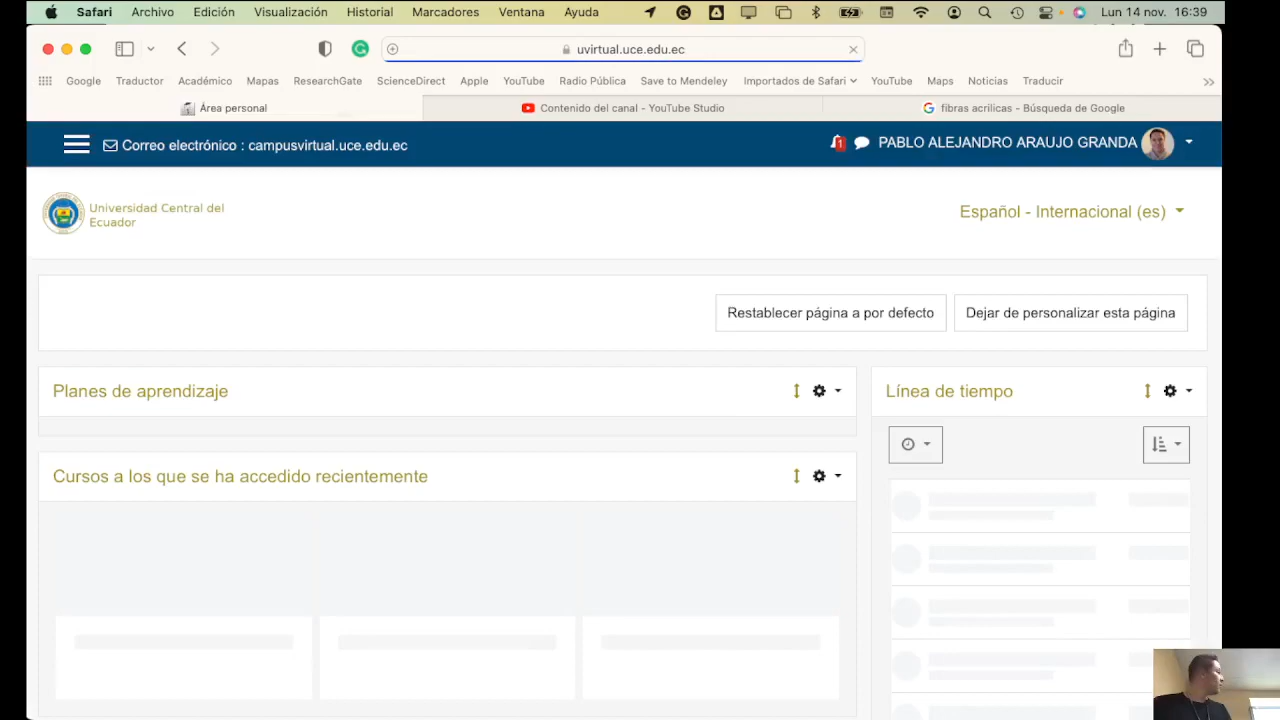 Safari Archivo Edición Visualización Historial Marcadores Ventana Ayuda Lun 14 nov. 16:39
uvirtual.uce.edu.ec
Google Traductor Académico Mapas ResearchGate ScienceDirect Apple YouTube Radio Pública Save to Mendeley Importados de Safari YouTube Maps Noticias Traducir
Área personal Contenido del canal - YouTube Studio fibras acrilicas - Búsqueda de Google
Correo electrónico : campusvirtual.uce.edu.ec 1 PABLO ALEJANDRO ARAUJO GRANDA
Universidad Central del
Ecuador
Español - Internacional (es)
Restablecer página a por defecto Dejar de personalizar esta página
Planes de aprendizaje Línea de tiempo
Cursos a los que se ha accedido recientemente